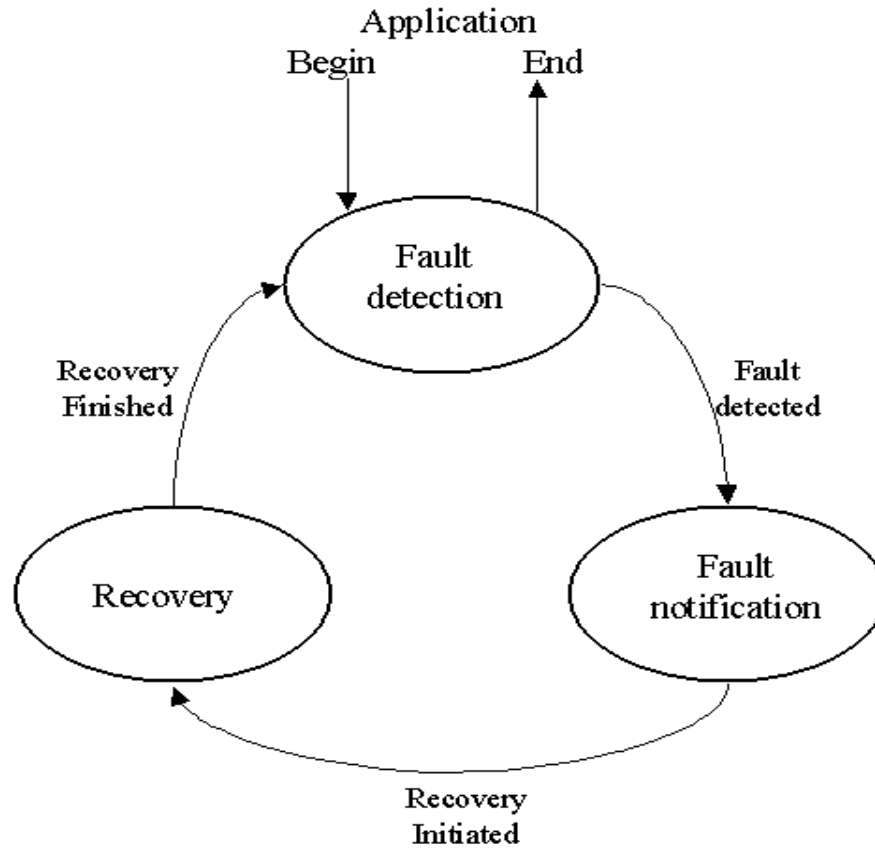 Application
Begin End
Fault
detection
Recovery
Finished
Fault
detected
Recovery
Fault
notification
Recovery
Initiated